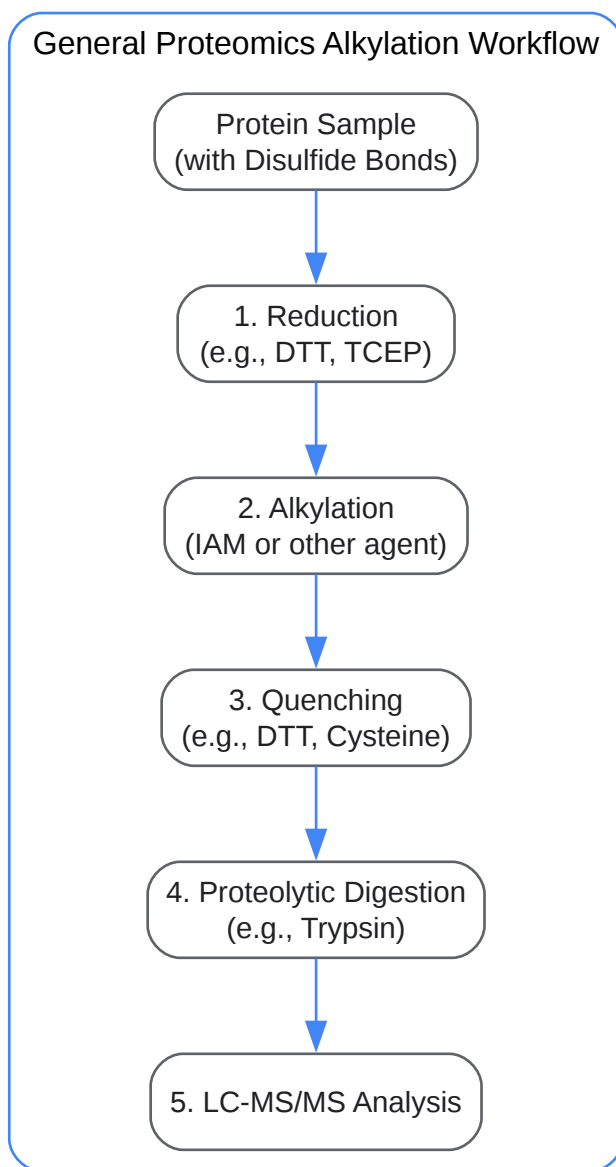 General Proteomics Alkylation Workflow
Protein Sample
(with Disulfide Bonds)
1. Reduction
(e.g., DTT, TCEP)
2. Alkylation
(IAM or other agent)
3. Quenching
(e.g., DTT, Cysteine)
4. Proteolytic Digestion
(e.g., Trypsin)
5. LC-MS/MS Analysis